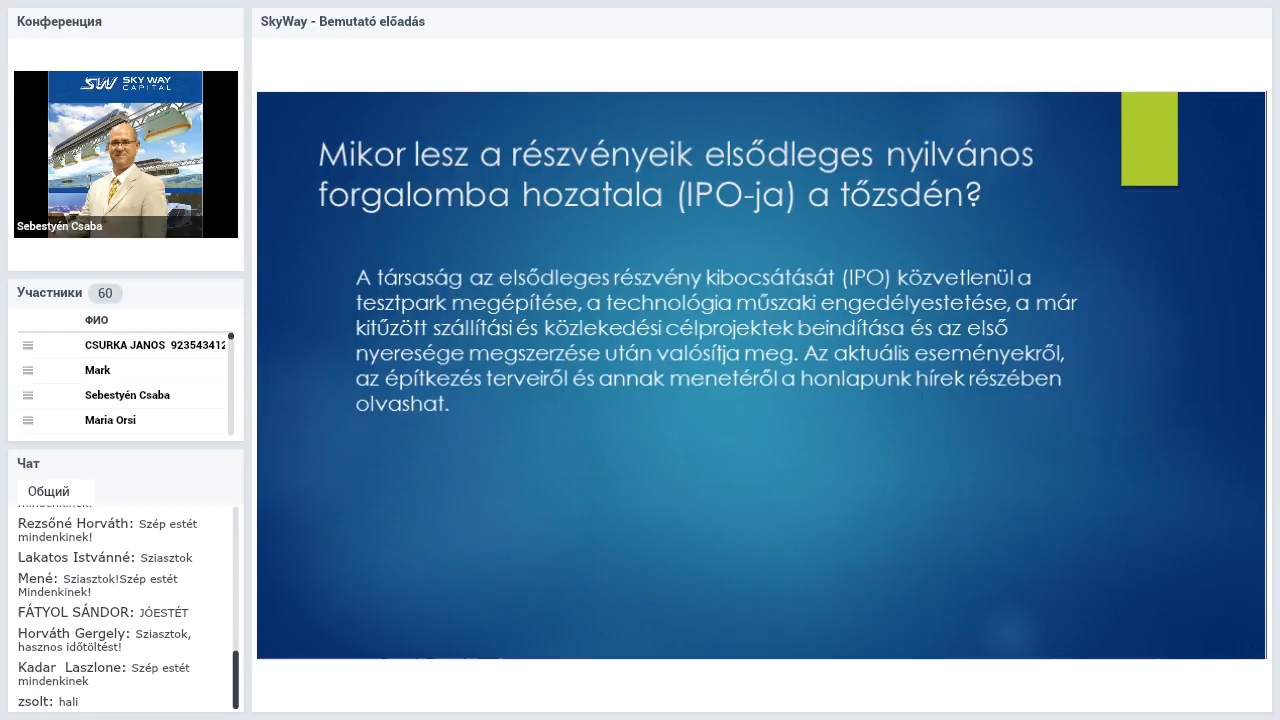 Конференция
SkyWay - Bemutató előadás
SW SKY WAY
CAPITAL
Sebestyén Csaba
Участники 60
ФИО
CSURKA JANOS 923543412
Mark
Sebestyén Csaba
Maria Orsi
Чат
Общий
mindenkinek!
Rezsőné Horváth: Szép estét
mindenkinek!
Lakatos Istvánné: Sziasztok
Mené: Sziasztok!Szép estét
Mindenkinek!
FÁTYOL SÁNDOR: JÓESTÉT
Horváth Gergely: Sziasztok,
hasznos időtöltést!
Kadar Laszlone: Szép estét
mindenkinek
zsolt: hali
Mikor lesz a részvényeik elsődleges nyilvános
forgalomba hozatala (IPO-ja) a tőzsdén?
A társaság az elsődleges részvény kibocsátását (IPO) közvetlenül a
tesztpark megépítése, a technológia műszaki engedélyestetése, a már
kitűzött szállítási és közlekedési célprojektek beindítása és az első
nyeresége megszerzése után valósítja meg. Az aktuális eseményekről,
az építkezés terveiről és annak menetéről a honlapunk hírek részében
olvashat.